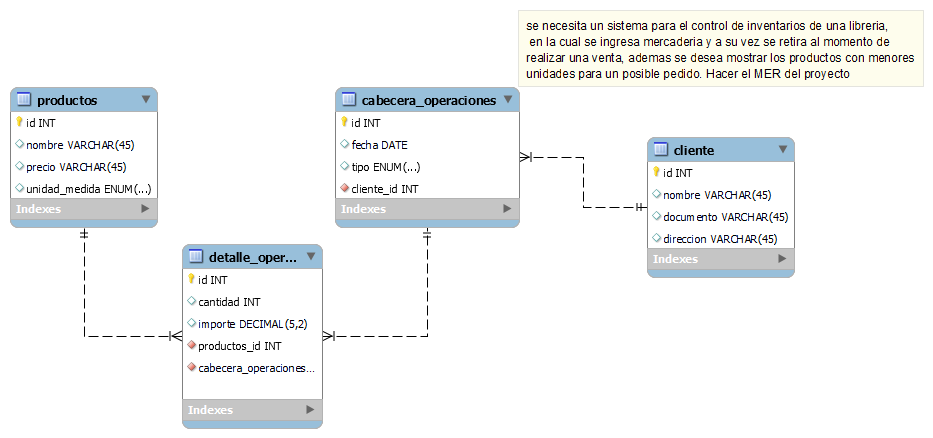 se necesita un sistema para el control de inventarios de una libreria,
en la cual se ingresa mercaderia y a su vez se retira al momento de
realizar una venta, ademas se desea mostrar los productos con menores
unidades para un posible pedido. Hacer el MER del proyecto
productos
id INT
nombre VARCHAR(45)
precio VARCHAR(45)
unidad_medida ENUM(...)
Indexes
cabecera_operaciones
id INT
fecha DATE
tipo ENUM(...)
cliente_id INT
Indexes
cliente
id INT
nombre VARCHAR(45)
documento VARCHAR(45)
direccion VARCHAR(45)
Indexes
detalle_oper...
id INT
cantidad INT
importe DECIMAL(5,2)
productos_id INT
cabecera_operaciones...
Indexes